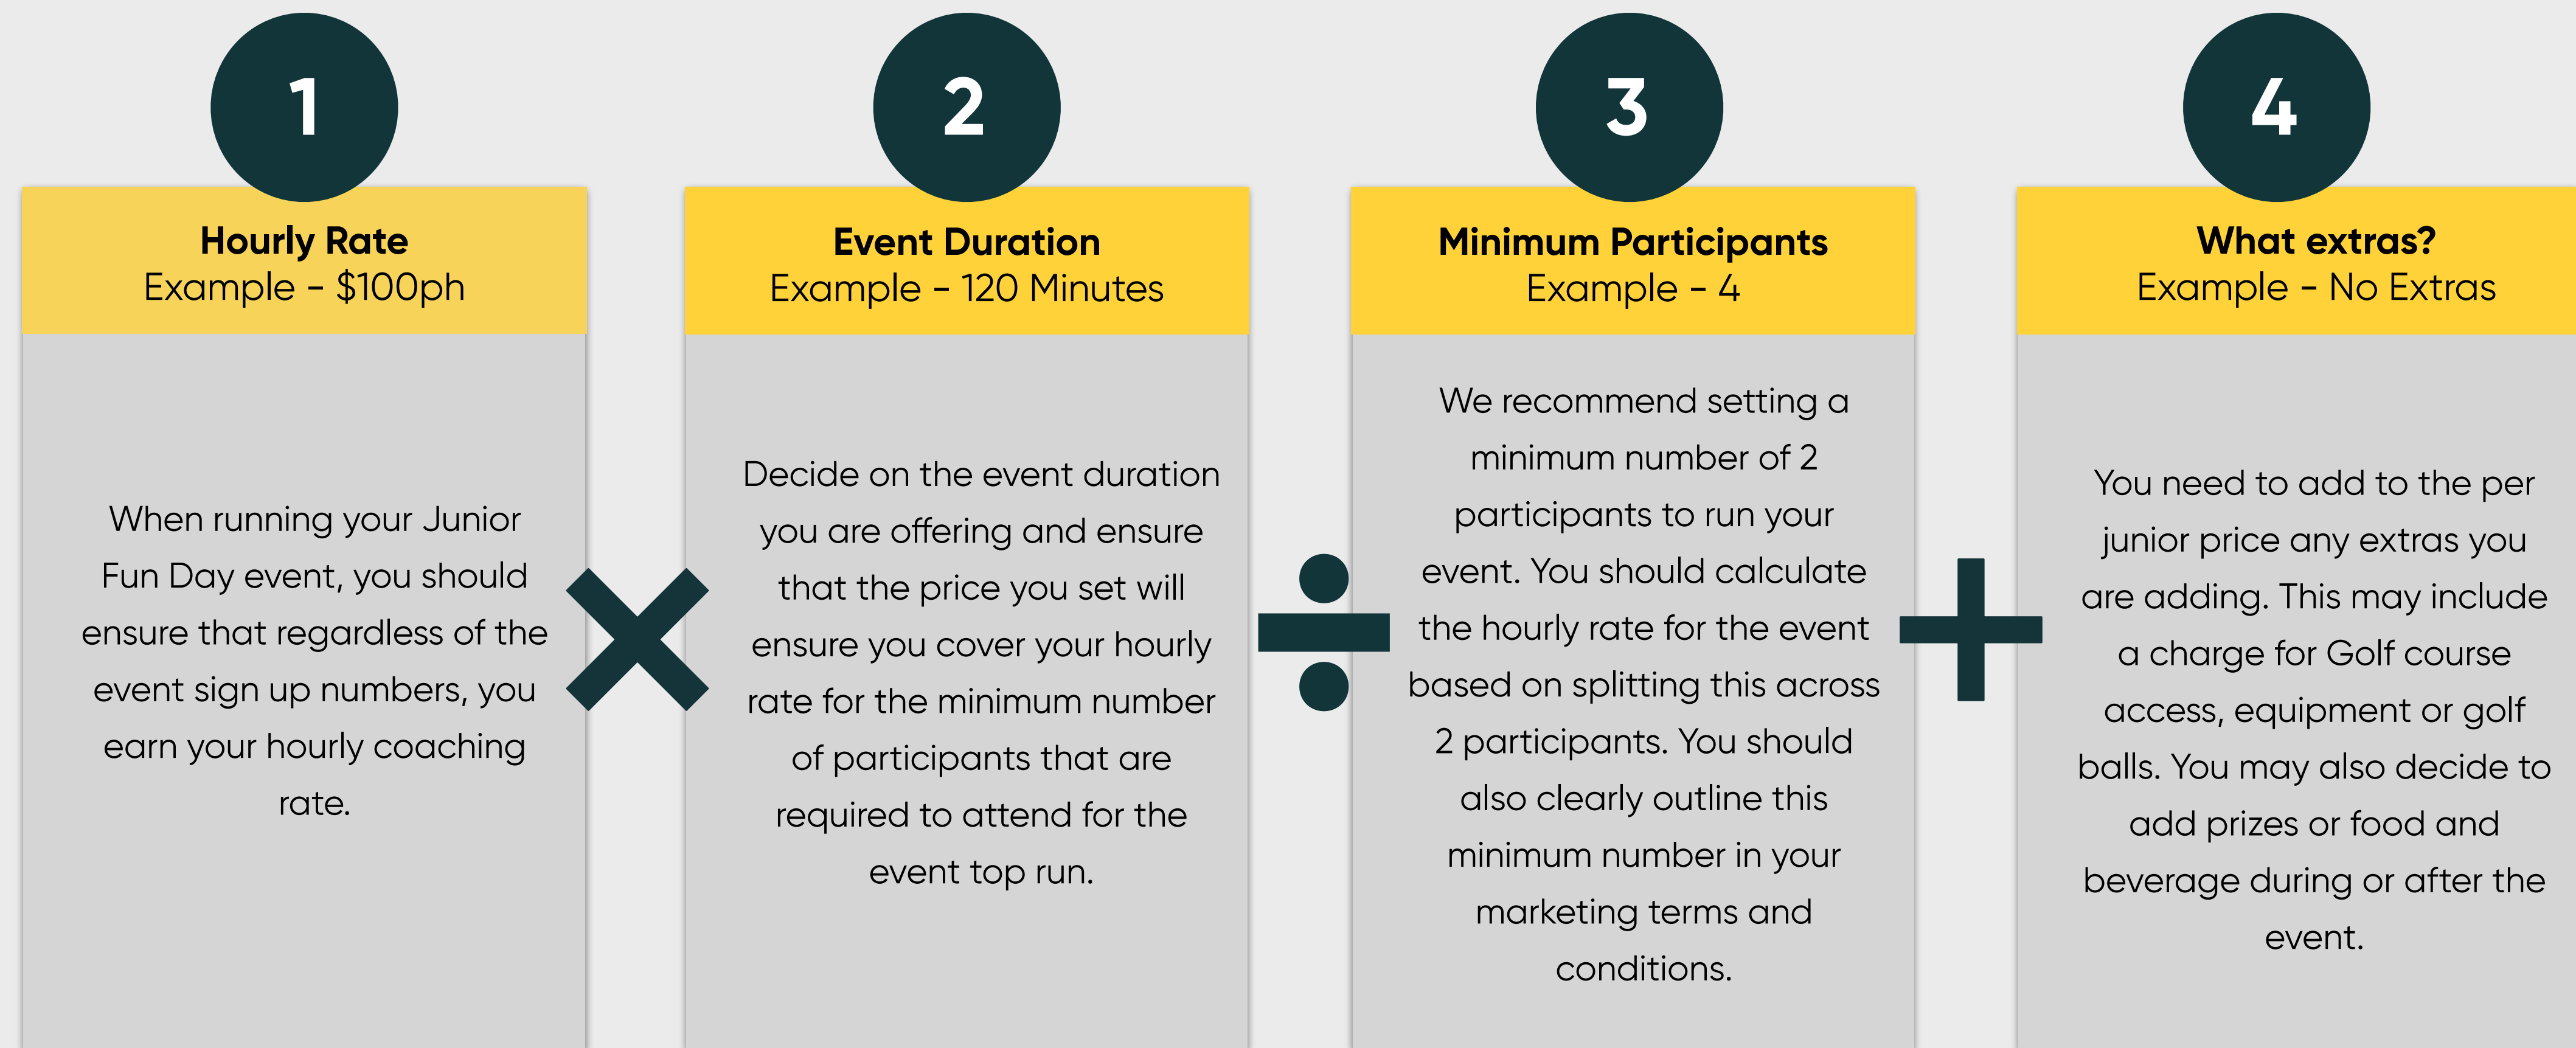 1
Hourly Rate
Example - $100ph
When running your Junior
Fun Day event, you should
ensure that regardless of the
event sign up numbers, you
earn your hourly coaching
rate.
×
2
Event Duration
Example - 120 Minutes
Decide on the event duration
you are offering and ensure
that the price you set will
ensure you cover your hourly
rate for the minimum number
of participants that are
required to attend for the
event top run.
÷
3
Minimum Participants
Example - 4
We recommend setting a
minimum number of 2
participants to run your
event. You should calculate
the hourly rate for the event
based on splitting this across
2 participants. You should
also clearly outline this
minimum number in your
marketing terms and
conditions.
+
4
What extras?
Example - No Extras
You need to add to the per
junior price any extras you
are adding. This may include
a charge for Golf course
access, equipment or golf
balls. You may also decide to
add prizes or food and
beverage during or after the
event.